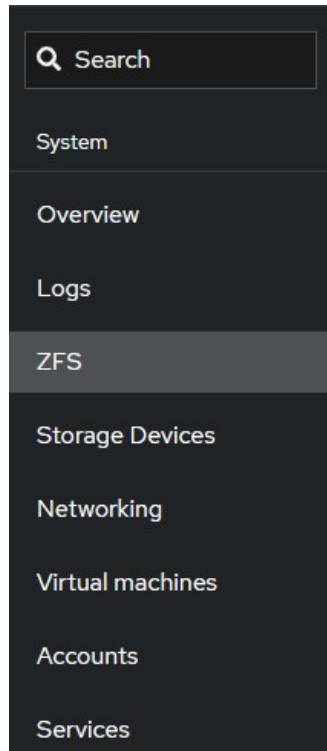 Search
System
Overview
Logs
ZFS
Storage Devices
Networking
Virtual machines
Accounts
Services